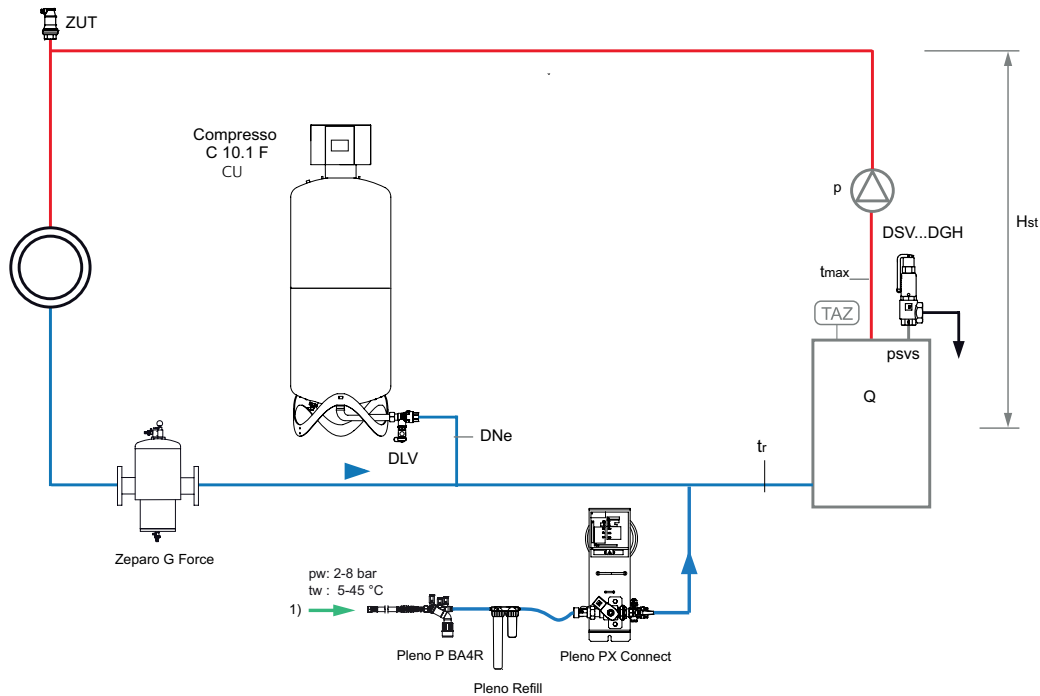 ZUT
Compresso
C 10.1 F
CU
p
Hst
DSV...DGH
tmax
TAZ
psvs
Q
DNe
DLV
tr
Zeparo G Force
pw: 2-8 bar
tw : 5-45 °C
1)
Pleno P BA4R
Pleno PX Connect
Pleno Refill